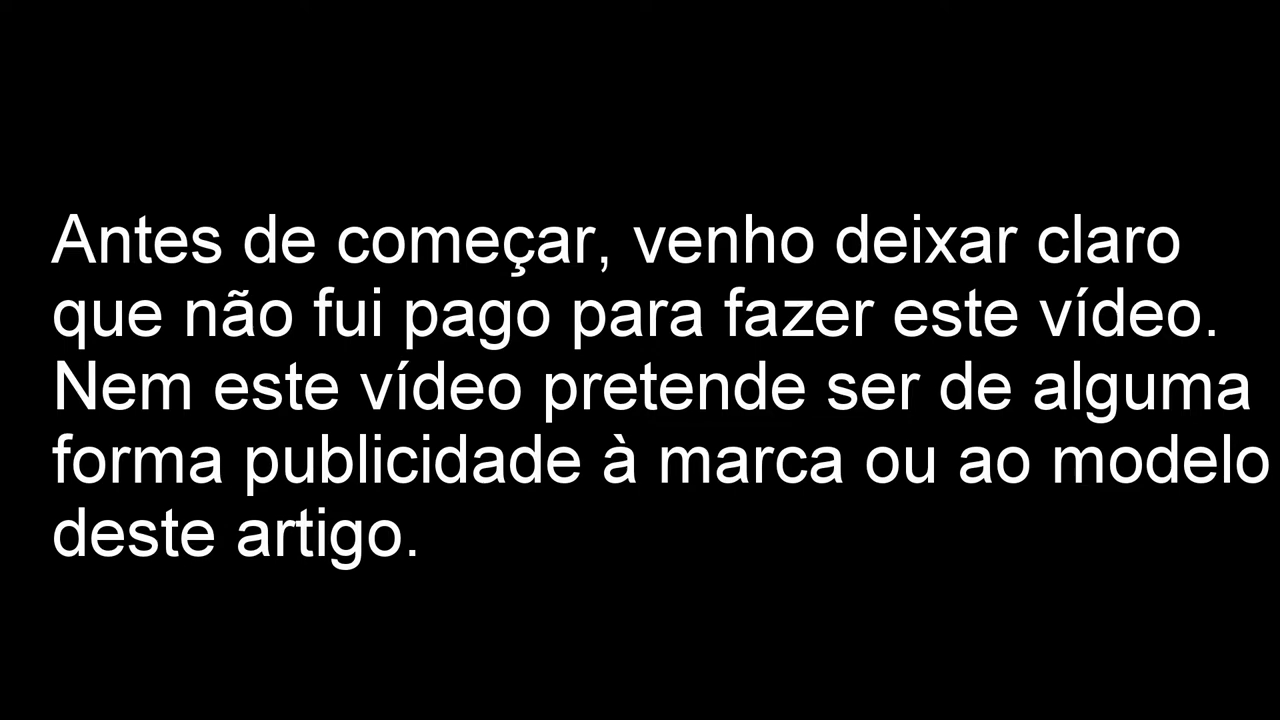 Antes de começar, venho deixar claro
que não fui pago para fazer este vídeo.
Nem este vídeo pretende ser de alguma
forma publicidade à marca ou ao modelo
deste artigo.